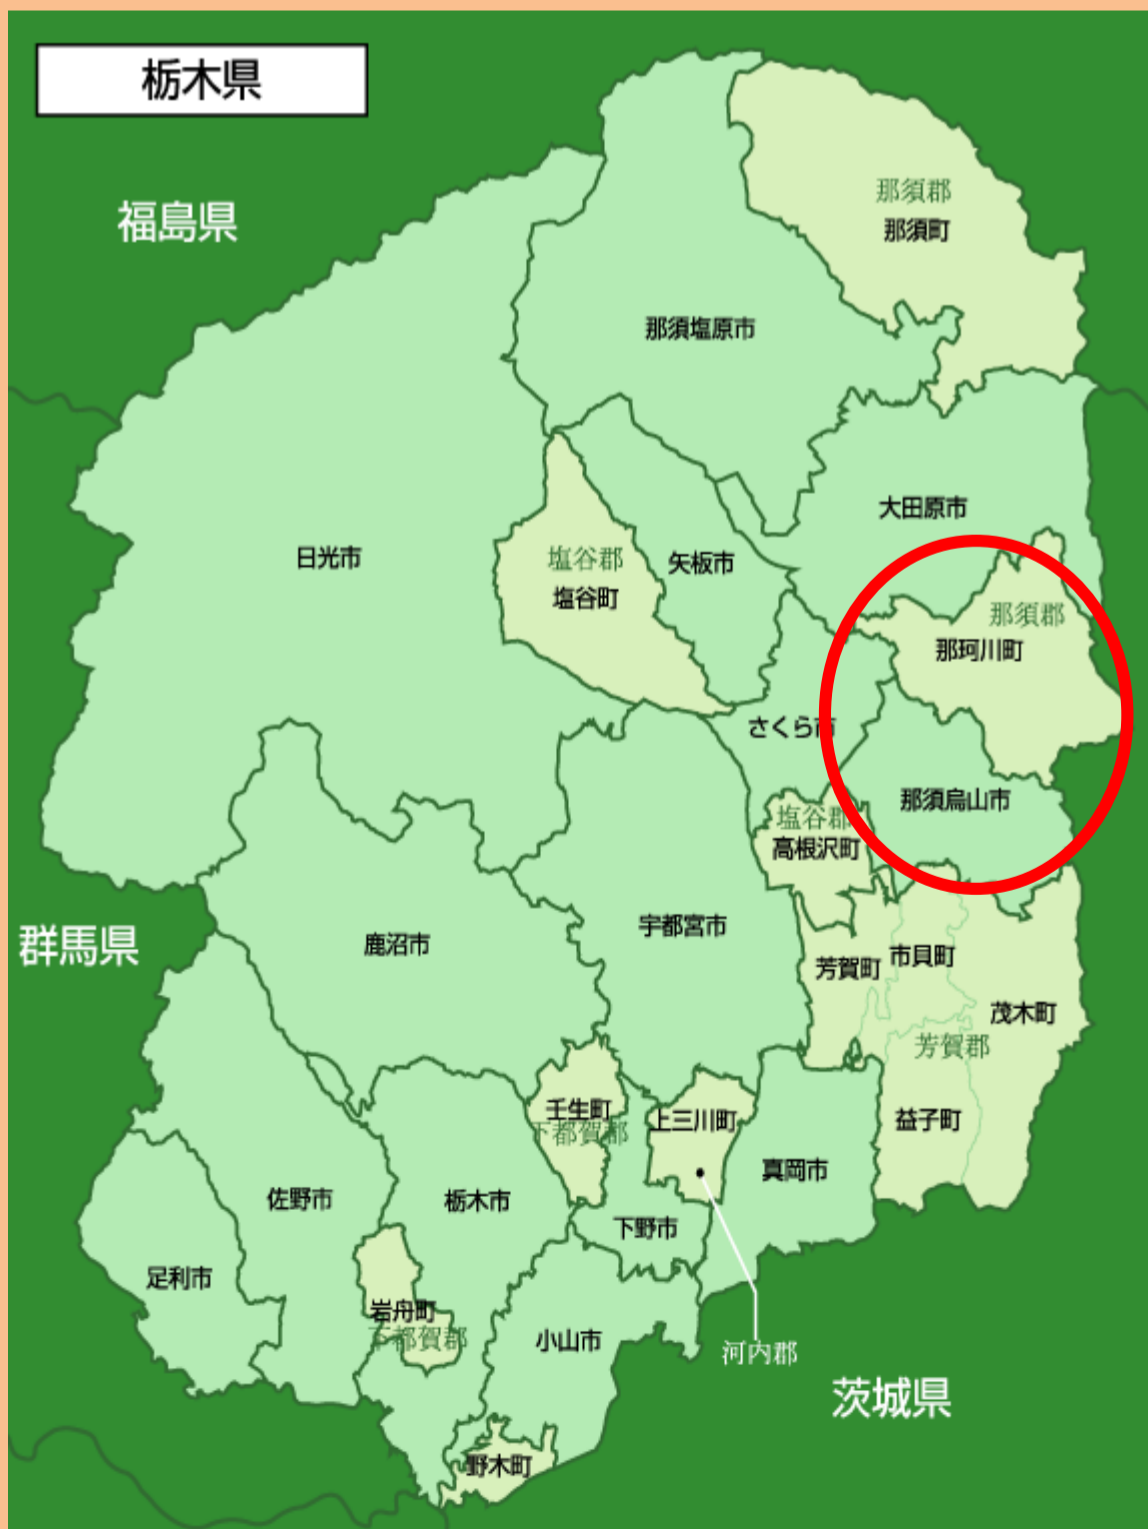 栃木県
福島県
那須郡
那須町
那須塩原市
大田原市
日光市
塩谷郡
塩谷町
矢板市
那須郡
那珂川町
さくら市
那須烏山市
塩谷郡
高根沢町
群馬県
鹿沼市
宇都宮市
芳賀町
市貝町
茂木町
芳賀郡
壬生町
下都賀郡
上三川町
益子町
真岡市
佐野市
栃木市
下野市
足利市
岩舟町
下都賀郡
小山市
河内郡
茨城県
野木町